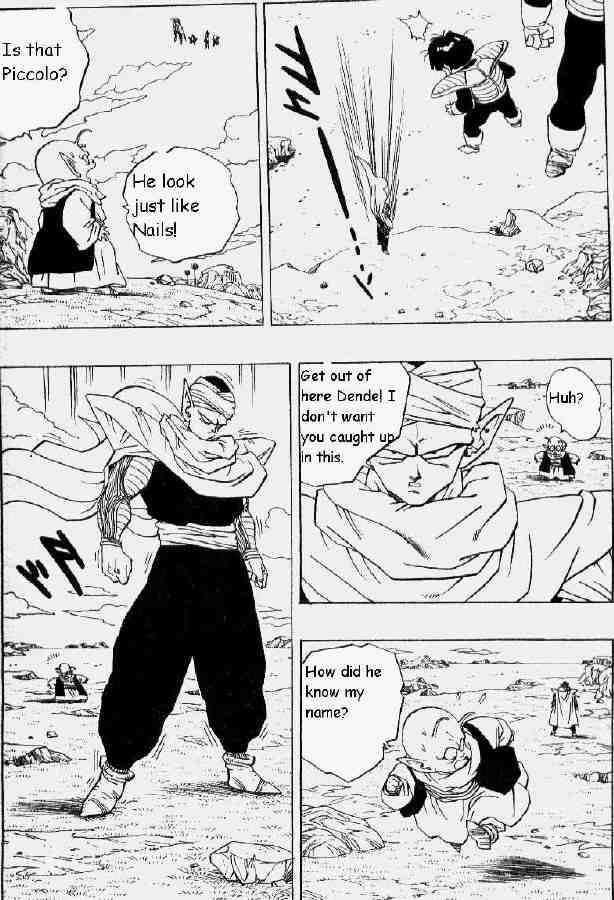 Is that
Piccolo?
He look
just like
Nails!
Get out of
here Dende! I
don't want
you caught up
in this.
Huh?
How did he
know my
name?